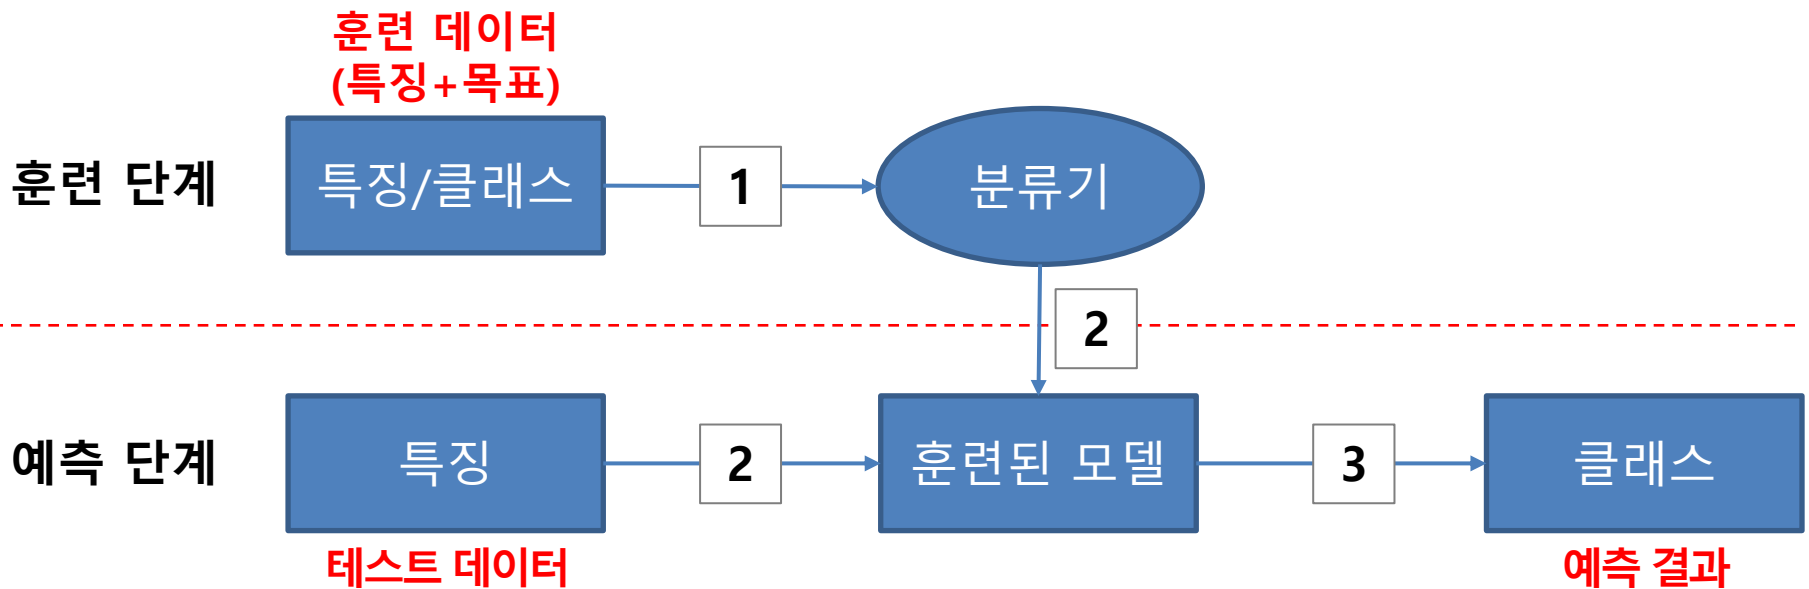 훈련 데이터
(특징+목표)
훈련 단계
특징/클래스
1
분류기
2
예측 단계
특징
2
훈련된 모델
3
클래스
테스트 데이터
예측 결과